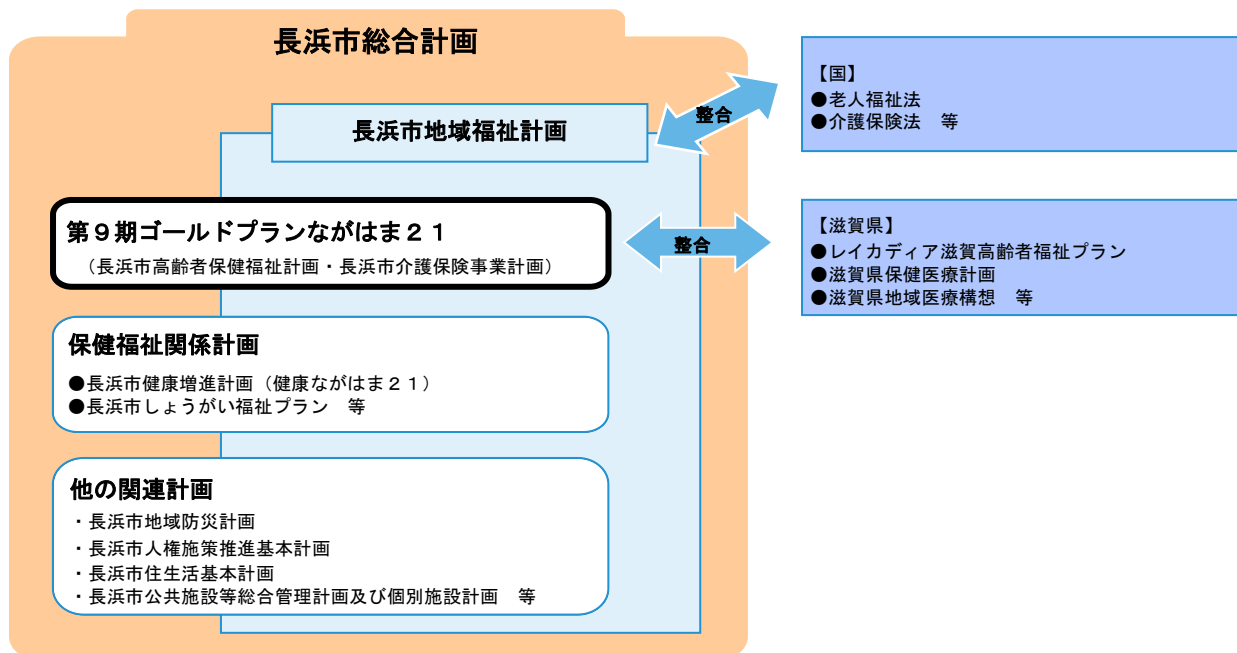 長浜市総合計画
長浜市地域福祉計画
第９期ゴールドプランながはま２１
（長浜市高齢者保健福祉計画・長浜市介護保険事業計画）
保健福祉関係計画
●長浜市健康増進計画（健康ながはま２１）
●長浜市しょうがい福祉プラン　等
他の関連計画
・長浜市地域防災計画
・長浜市人権施策推進基本計画
・長浜市住生活基本計画
・長浜市公共施設等総合管理計画及び個別施設計画　等
整合
【国】
●老人福祉法
●介護保険法　等
整合
【滋賀県】
●レイカディア滋賀高齢者福祉プラン
●滋賀県保健医療計画
●滋賀県地域医療構想　等